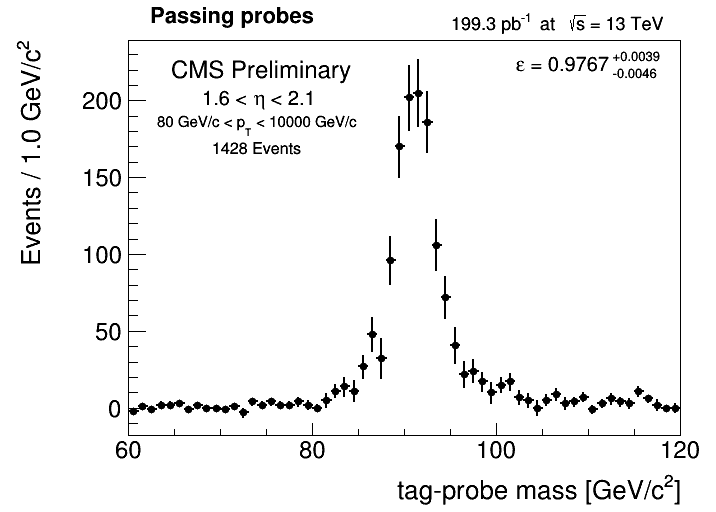 Passing probes
199.3 pb⁻¹ at √s = 13 TeV
CMS Preliminary
1.6 < η < 2.1
80 GeV/c < p_T < 10000 GeV/c
1428 Events
ε = 0.9767 +0.0039 -0.0046
Events / 1.0 GeV/c²
200
150
100
50
0
60 80 100 120
tag-probe mass [GeV/c²]